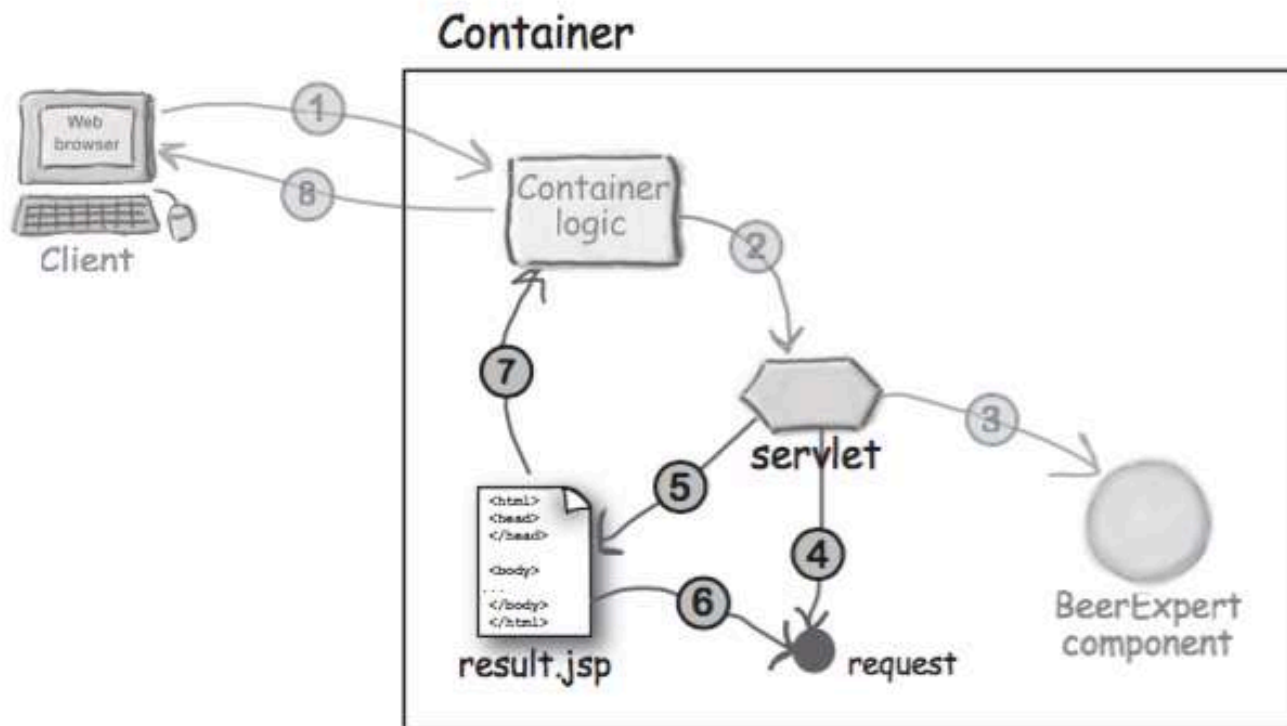 Container
Web
browser
1
8
Client
Container
logic
2
7
3
servlet
5
<html>
<head>
</head>
<body>
...
</body>
</html>
4
6
result.jsp
request
BeerExpert
component